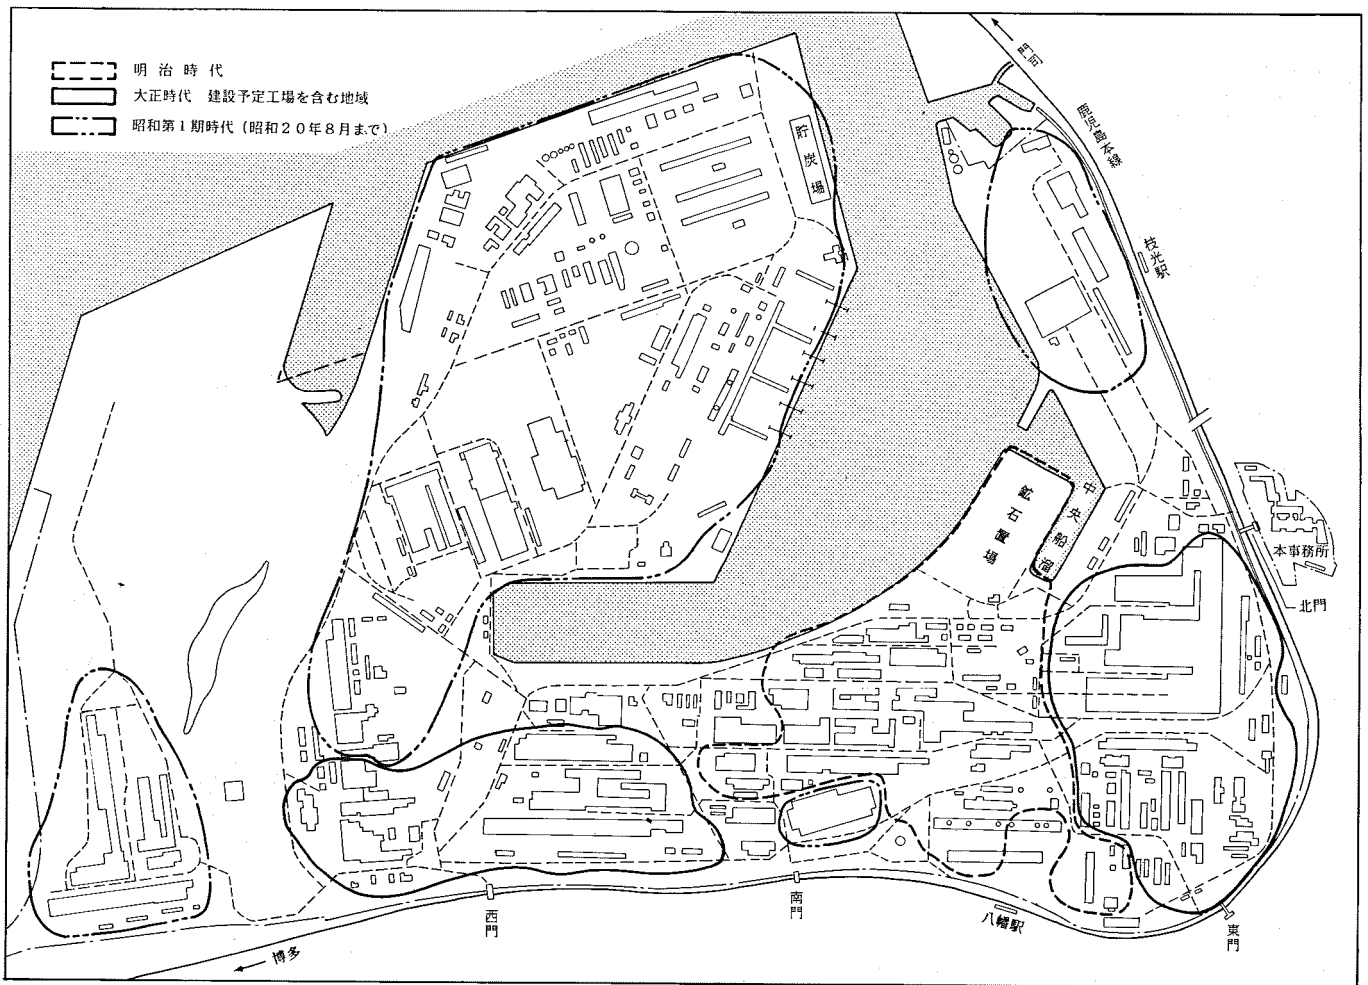 明治時代
大正時代 建設予定工場を含む地域
昭和第1期時代（昭和20年8月まで）
門司
鹿児島本線
枝光駅
貯炭場
鉱石置場
中央船溜
本事務所
北門
西門
南門
八幡駅
東門
博多